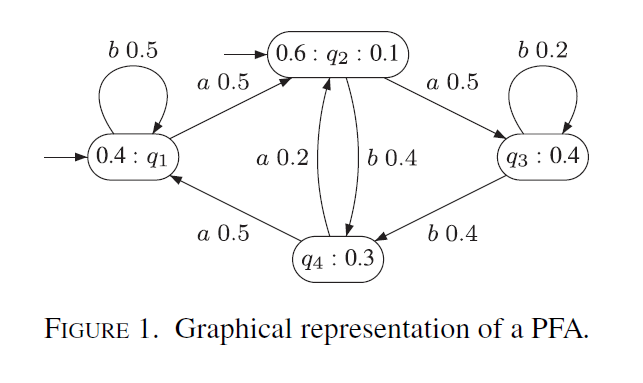 b 0.5
0.6 : q2 : 0.1
b 0.2
a 0.5
a 0.5
0.4 : q1
a 0.2
b 0.4
q3 : 0.4
a 0.5
b 0.4
q4 : 0.3
FIGURE 1. Graphical representation of a PFA.